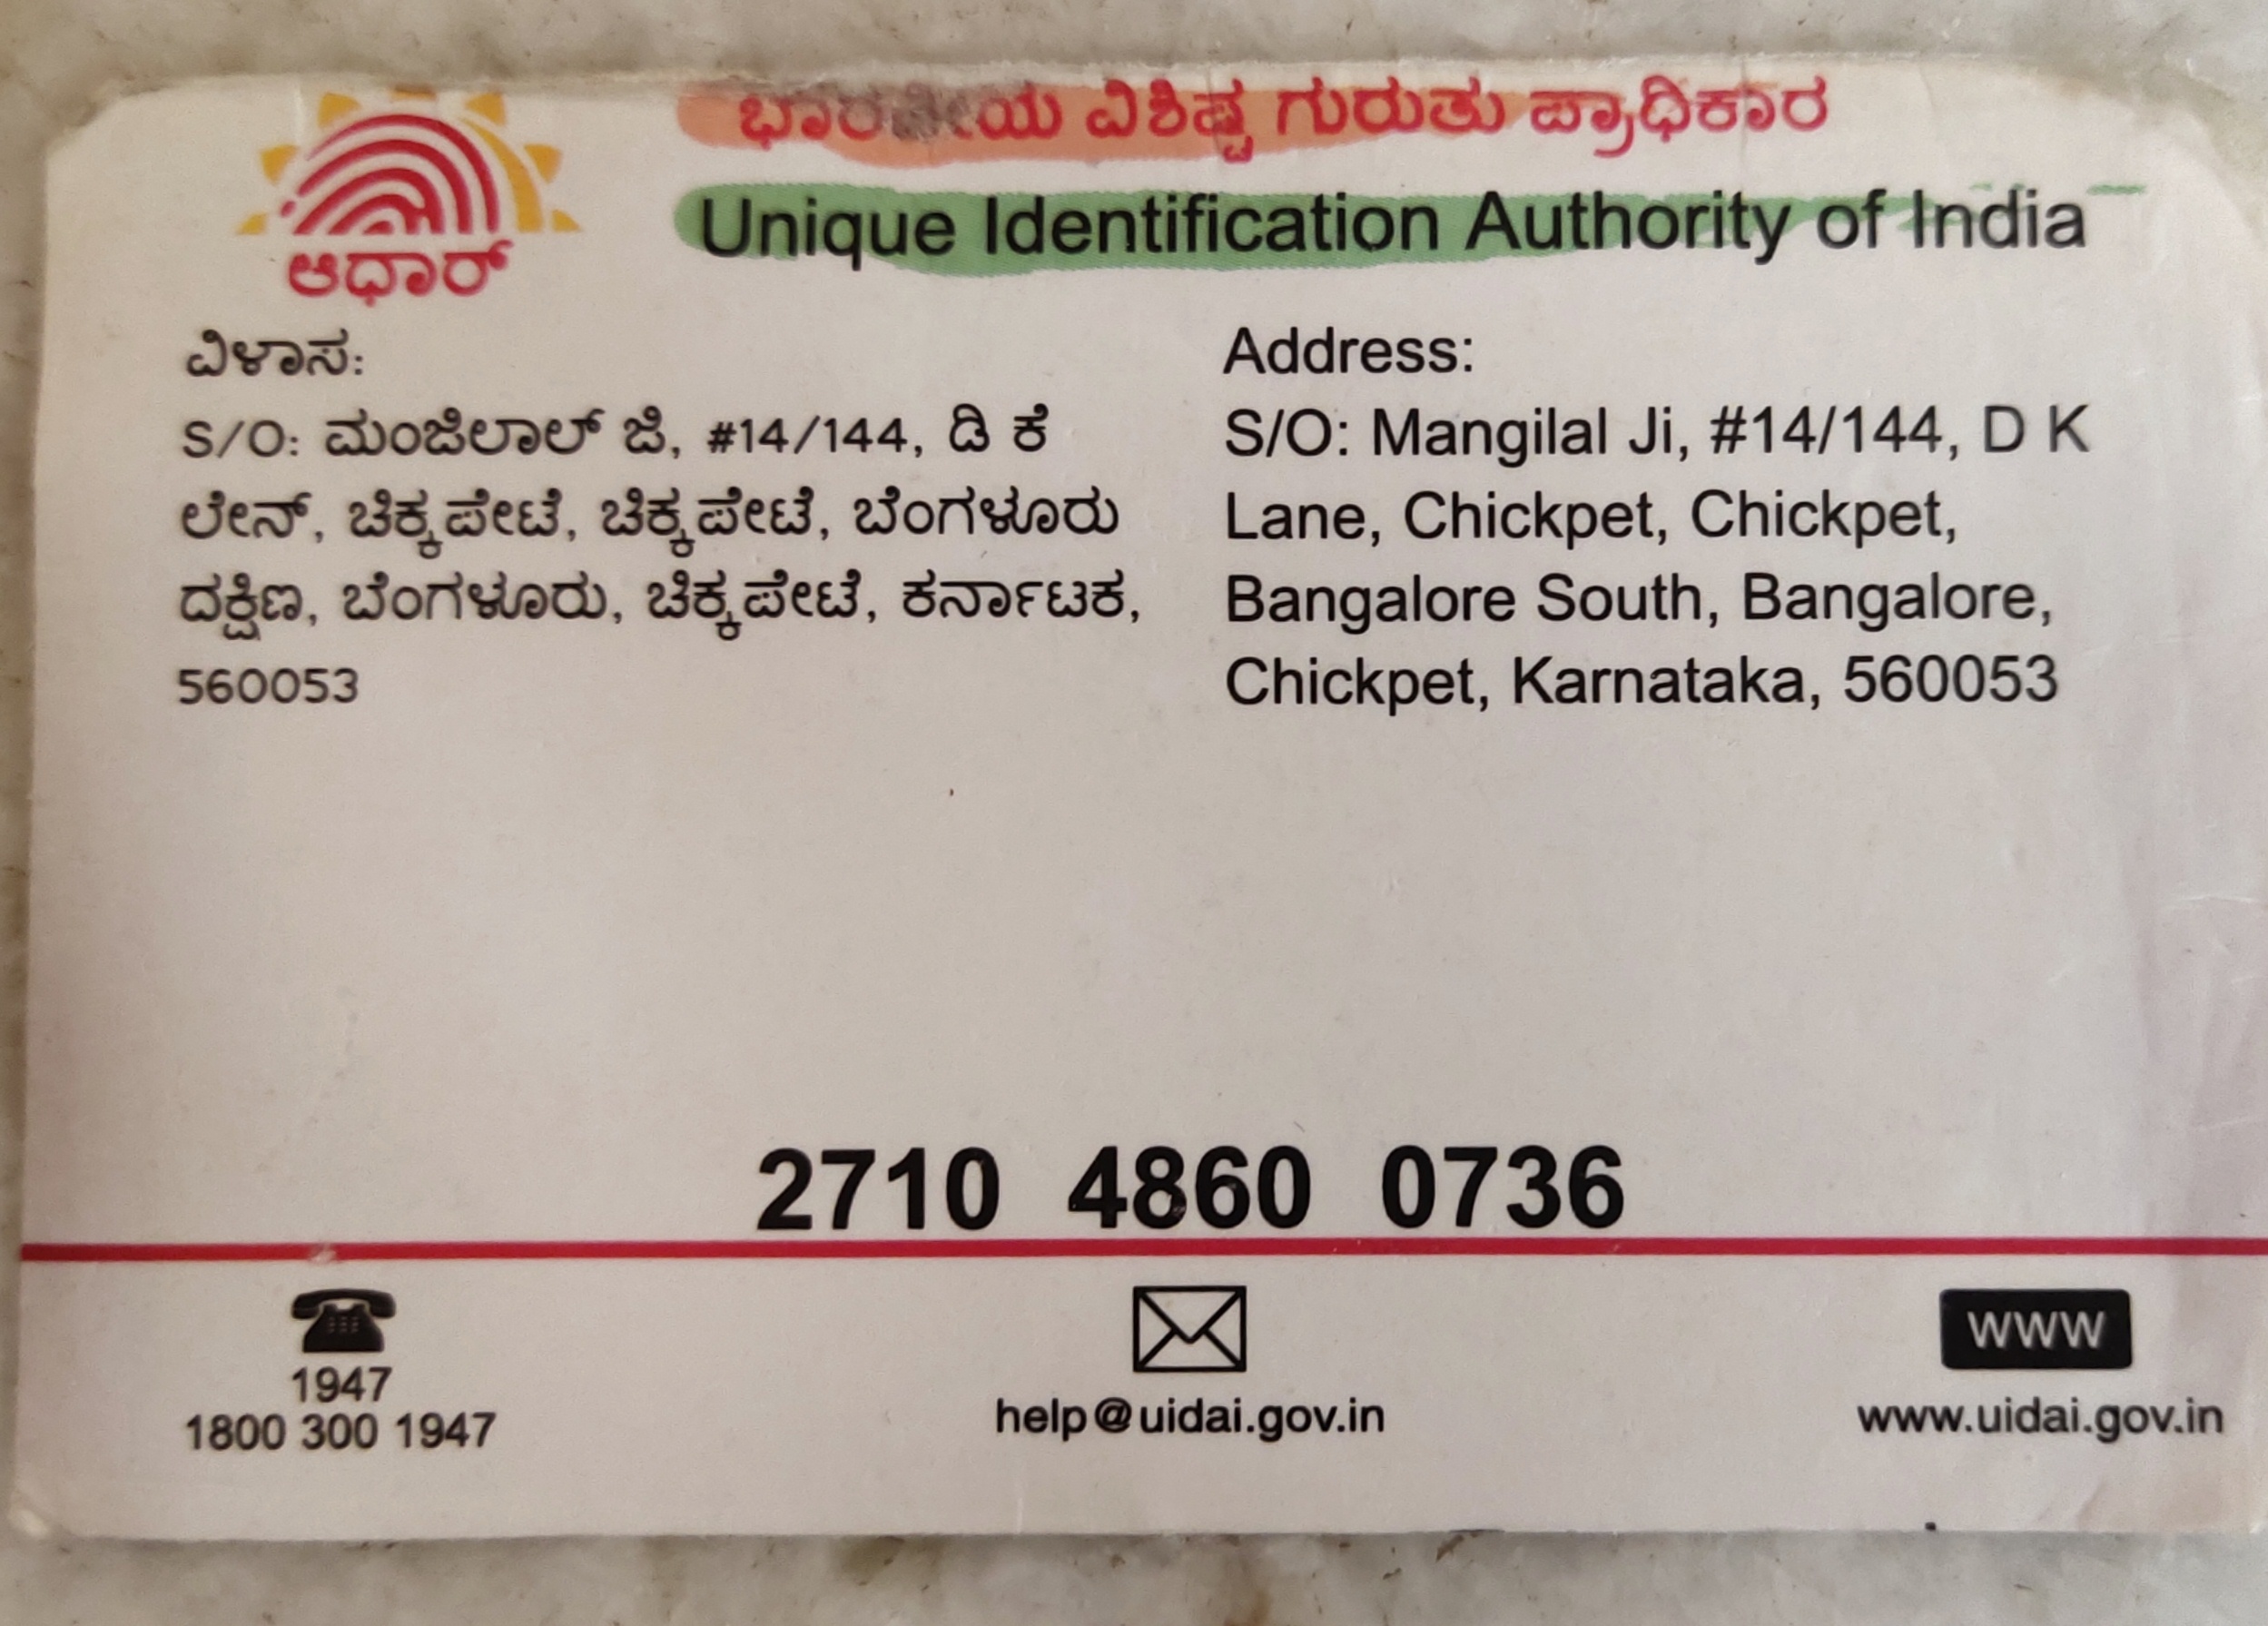 ಭಾರತೀಯ ವಿಶಿಷ್ಟ ಗುರುತು ಪ್ರಾಧಿಕಾರ
Unique Identification Authority of India
ಆಧಾರ್
ವಿಳಾಸ:
S/O: ಮಂಜಿಲಾಲ್ ಜಿ, #14/144, ಡಿ ಕೆ
ಲೇನ್, ಚಿಕ್ಕಪೇಟೆ, ಚಿಕ್ಕಪೇಟೆ, ಬೆಂಗಳೂರು
ದಕ್ಷಿಣ, ಬೆಂಗಳೂರು, ಚಿಕ್ಕಪೇಟೆ, ಕರ್ನಾಟಕ,
560053
Address:
S/O: Mangilal Ji, #14/144, D K
Lane, Chickpet, Chickpet,
Bangalore South, Bangalore,
Chickpet, Karnataka, 560053
2710 4860 0736
1947
1800 300 1947
help@uidai.gov.in
WWW
www.uidai.gov.in